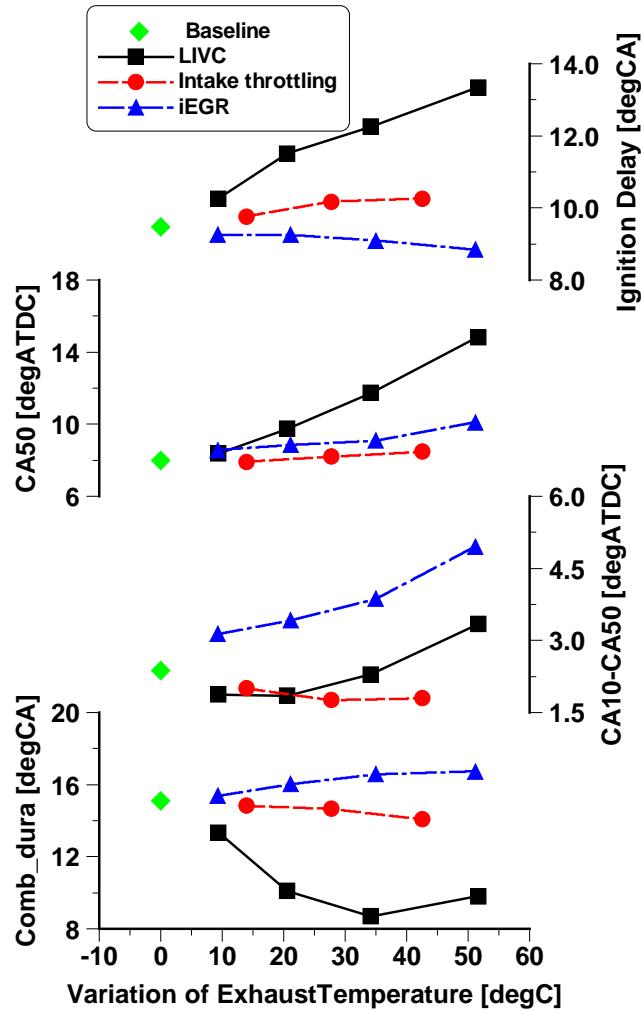 Baseline
LIVC
Intake throttling
iEGR
14.0
12.0
10.0
8.0
Ignition Delay [degCA]
18
14
10
6
CA50 [degATDC]
6.0
4.5
3.0
1.5
CA10-CA50 [degATDC]
20
16
12
8
Comb_dura [degCA]
-10 0 10 20 30 40 50 60
Variation of ExhaustTemperature [degC]